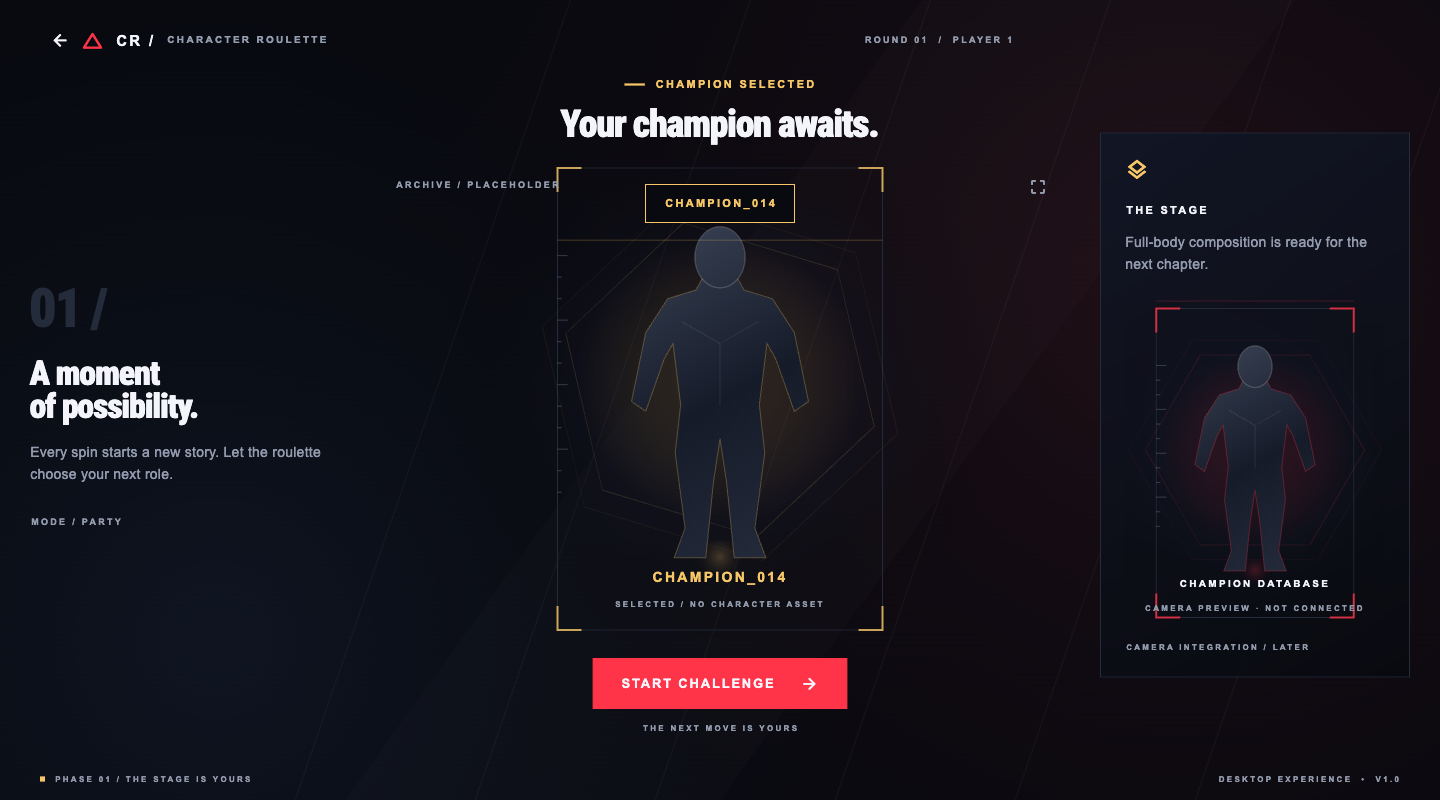 CR / CHARACTER ROULETTE
ROUND 01 / PLAYER 1
CHAMPION SELECTED
Your champion awaits.
ARCHIVE / PLACEHOLDER
CHAMPION_014
01 /
A moment
of possibility.
Every spin starts a new story. Let the roulette
choose your next role.
MODE / PARTY
CHAMPION_014
SELECTED / NO CHARACTER ASSET
START CHALLENGE
THE NEXT MOVE IS YOURS
THE STAGE
Full-body composition is ready for the
next chapter.
CHAMPION DATABASE
CAMERA PREVIEW · NOT CONNECTED
CAMERA INTEGRATION / LATER
PHASE 01 / THE STAGE IS YOURS
DESKTOP EXPERIENCE • V1.0